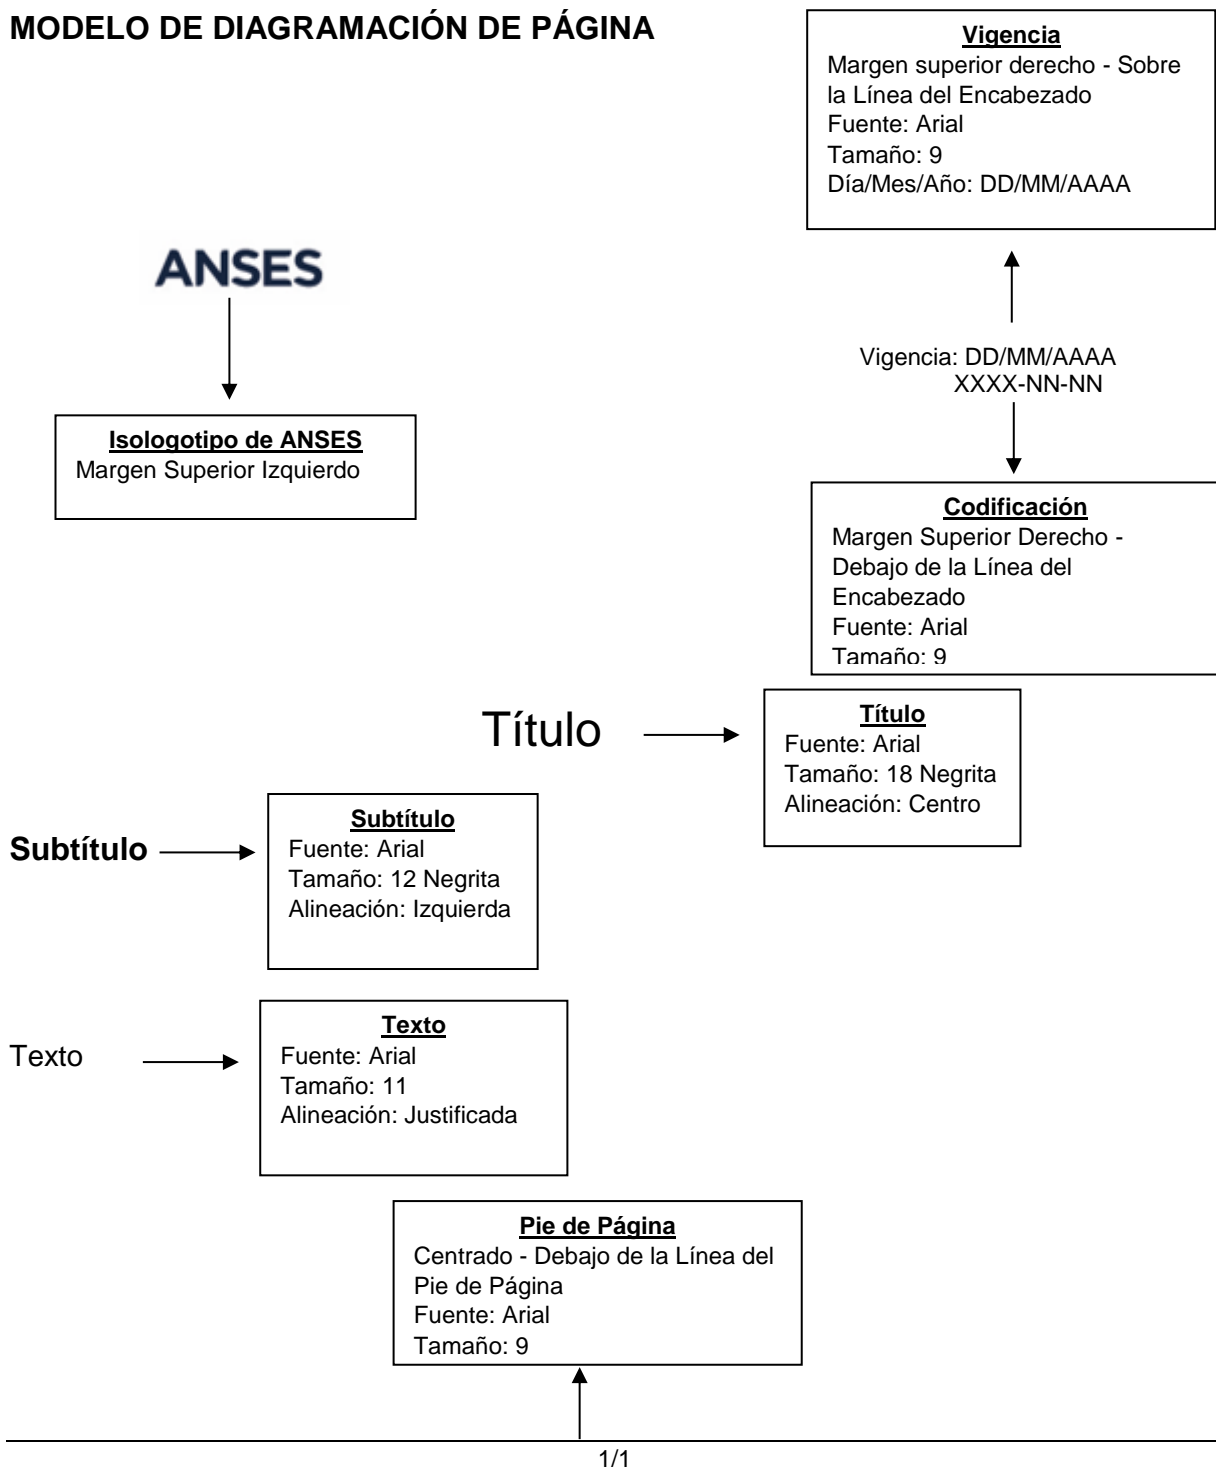 MODELO DE DIAGRAMACIÓN DE PÁGINA
Vigencia
Margen superior derecho - Sobre
la Línea del Encabezado
Fuente: Arial
Tamaño: 9
Día/Mes/Año: DD/MM/AAAA
ANSES
Vigencia: DD/MM/AAAA
XXXX-NN-NN
Isologotipo de ANSES
Margen Superior Izquierdo
Codificación
Margen Superior Derecho -
Debajo de la Línea del
Encabezado
Fuente: Arial
Tamaño: 9
Título
Título
Fuente: Arial
Tamaño: 18 Negrita
Alineación: Centro
Subtítulo
Subtítulo
Fuente: Arial
Tamaño: 12 Negrita
Alineación: Izquierda
Texto
Texto
Fuente: Arial
Tamaño: 11
Alineación: Justificada
Pie de Página
Centrado - Debajo de la Línea del
Pie de Página
Fuente: Arial
Tamaño: 9
1/1